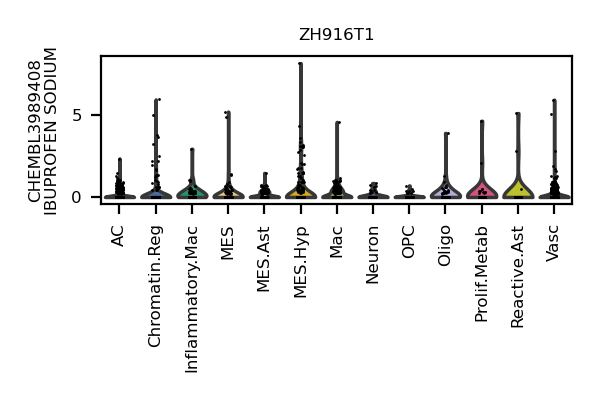 ZH916T1
CHEMBL3989408
IBUPROFEN SODIUM
5
0
AC
Chromatin.Reg
Inflammatory.Mac
MES
MES.Ast
MES.Hyp
Mac
Neuron
OPC
Oligo
Prolif.Metab
Reactive.Ast
Vasc